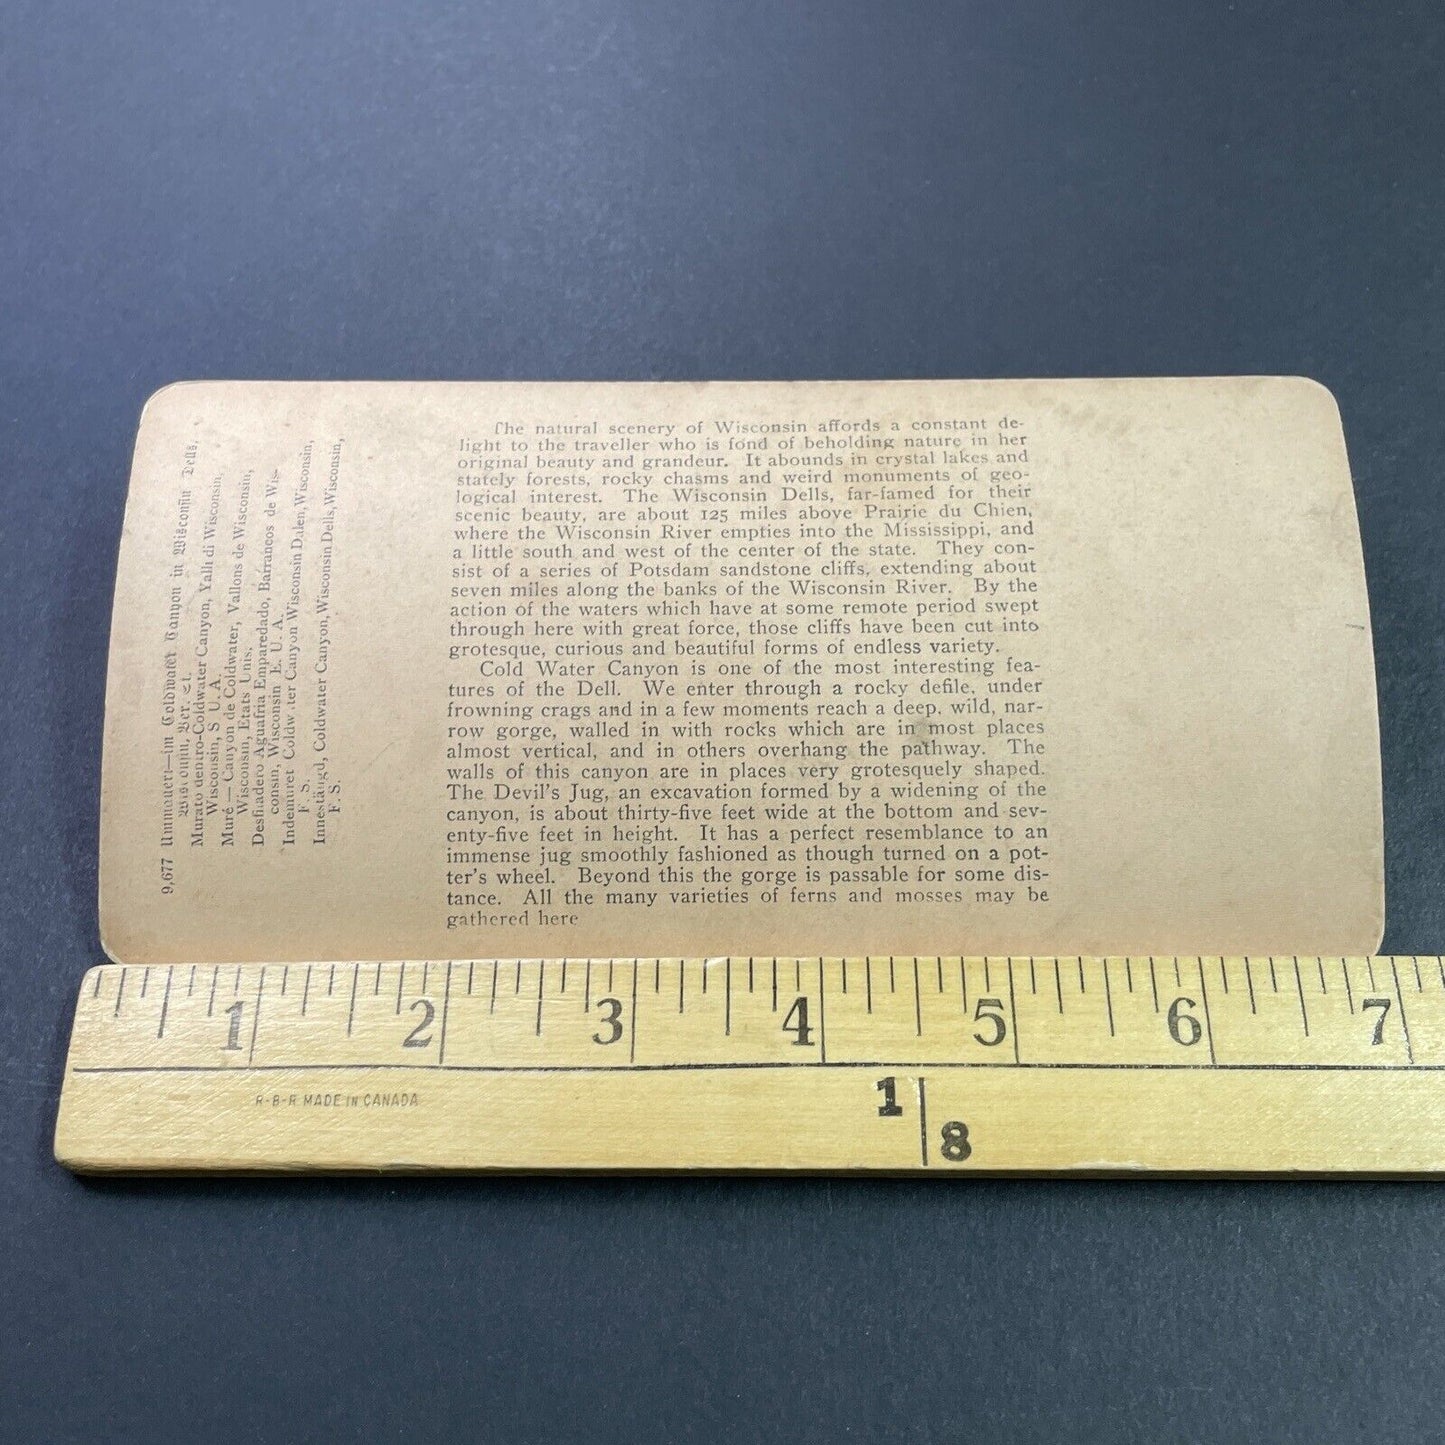 The natural scenery of Wisconsin affords a constant de-
light to the traveller who is fond of beholding nature in her
original beauty and grandeur. It abounds in crystal lakes and
stately forests, rocky chasms and weird monuments of geo-
logical interest. The Wisconsin Dells, far-famed for their
scenic beauty, are about 125 miles above Prairie du Chien,
where the Wisconsin River empties into the Mississippi, and
a little south and west of the center of the state. They con-
sist of a series of Potsdam sandstone cliffs, extending about
seven miles along the banks of the Wisconsin River. By the
action of the waters which have at some remote period swept
through here with great force, those cliffs have been cut into
grotesque, curious and beautiful forms of endless variety.
Cold Water Canyon is one of the most interesting fea-
tures of the Dell. We enter through a rocky defile, under
frowning crags and in a few moments reach a deep, wild, nar-
row gorge, walled in with rocks which are in most places
almost vertical, and in others overhang the pathway. The
walls of this canyon are in places very grotesquely shaped.
The Devil's Jug, an excavation formed by a widening of the
canyon, is about thirty-five feet wide at the bottom and sev-
enty-five feet in height. It has a perfect resemblance to an
immense jug smoothly fashioned as though turned on a pot-
ter's wheel. Beyond this the gorge is passable for some dis-
tance. All the many varieties of ferns and mosses may be
gathered here
9,677 Ummauert—im Coldwater Canyon in Wisconsin Dells,
Wisconsin, Ver. St.
Murato dentro-Coldwater Canyon, Valli di Wisconsin,
Wisconsin, S. U. A.
Muré — Canyon de Coldwater, Vallons de Wisconsin,
Wisconsin, Etats Unis.
Desfiladero Aguafria Emparedado, Barrancos de Wis-
consin, Wisconsin E. U. A.
Indemuret Coldwater Canyon Wisconsin Dalen, Wisconsin,
F. S.
Innestängd, Coldwater Canyon, Wisconsin Dells, Wisconsin,
F. S.
1 2 3 4 5 6 7
R-B-R MADE IN CANADA
1
8